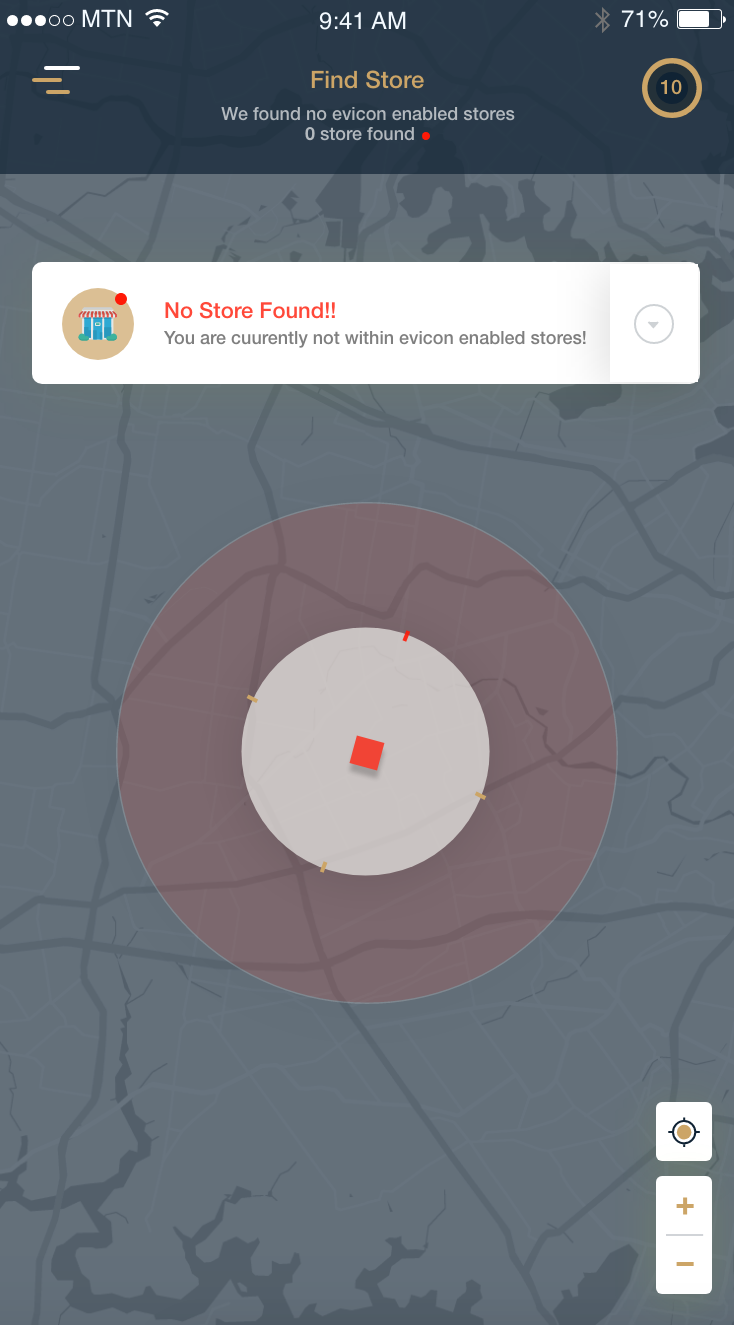 MTN
9:41 AM
71%
Find Store
10
We found no evicon enabled stores
0 store found
No Store Found!!
You are cuurently not within evicon enabled stores!
+
−